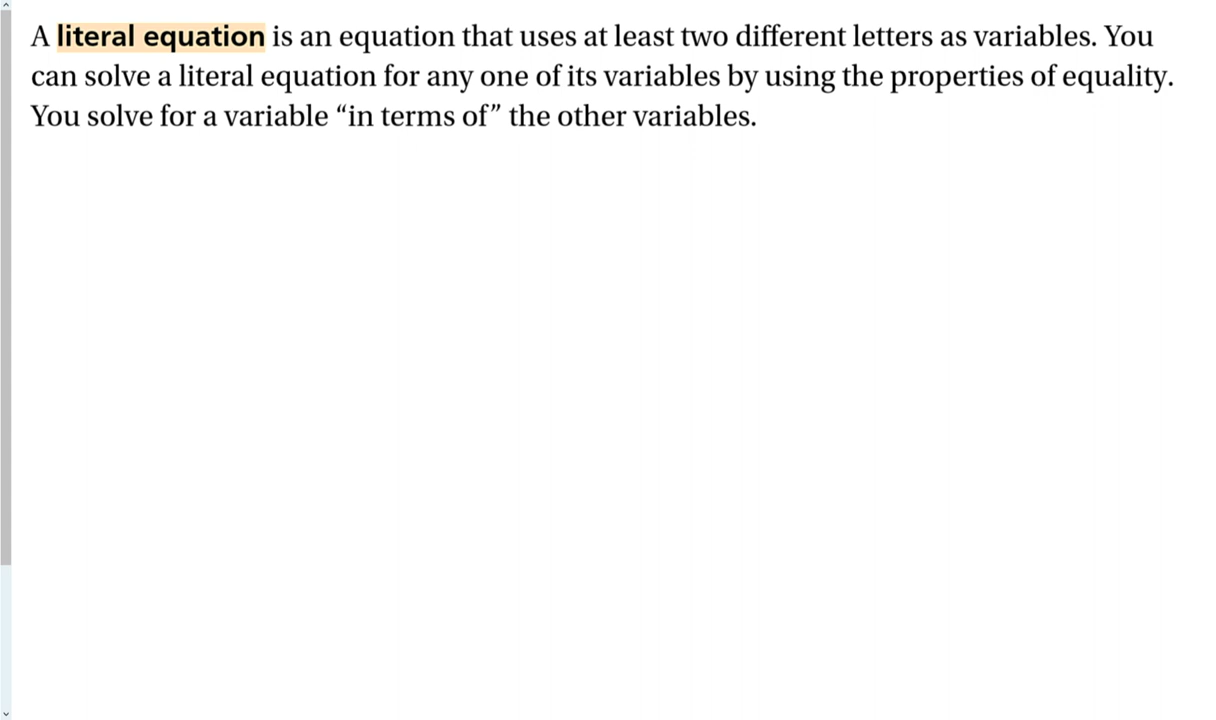 A literal equation is an equation that uses at least two different letters as variables. You
can solve a literal equation for any one of its variables by using the properties of equality.
You solve for a variable “in terms of” the other variables.